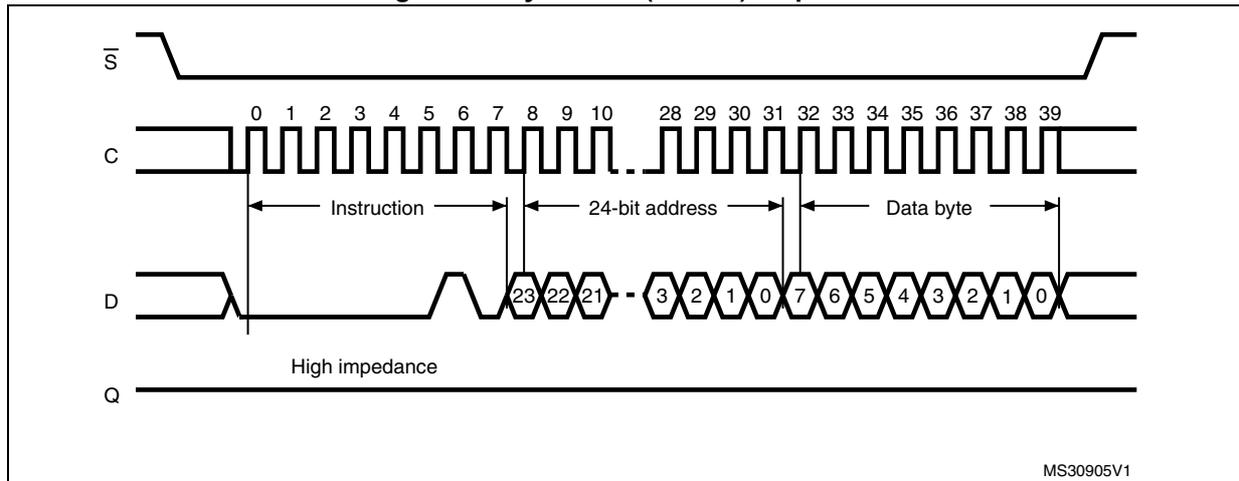 S
0 1 2 3 4 5 6 7 8 9 10 28 29 30 31 32 33 34 35 36 37 38 39
C
Instruction 24-bit address Data byte
D
23 22 21 3 2 1 0 7 6 5 4 3 2 1 0
High impedance
Q
MS30905V1